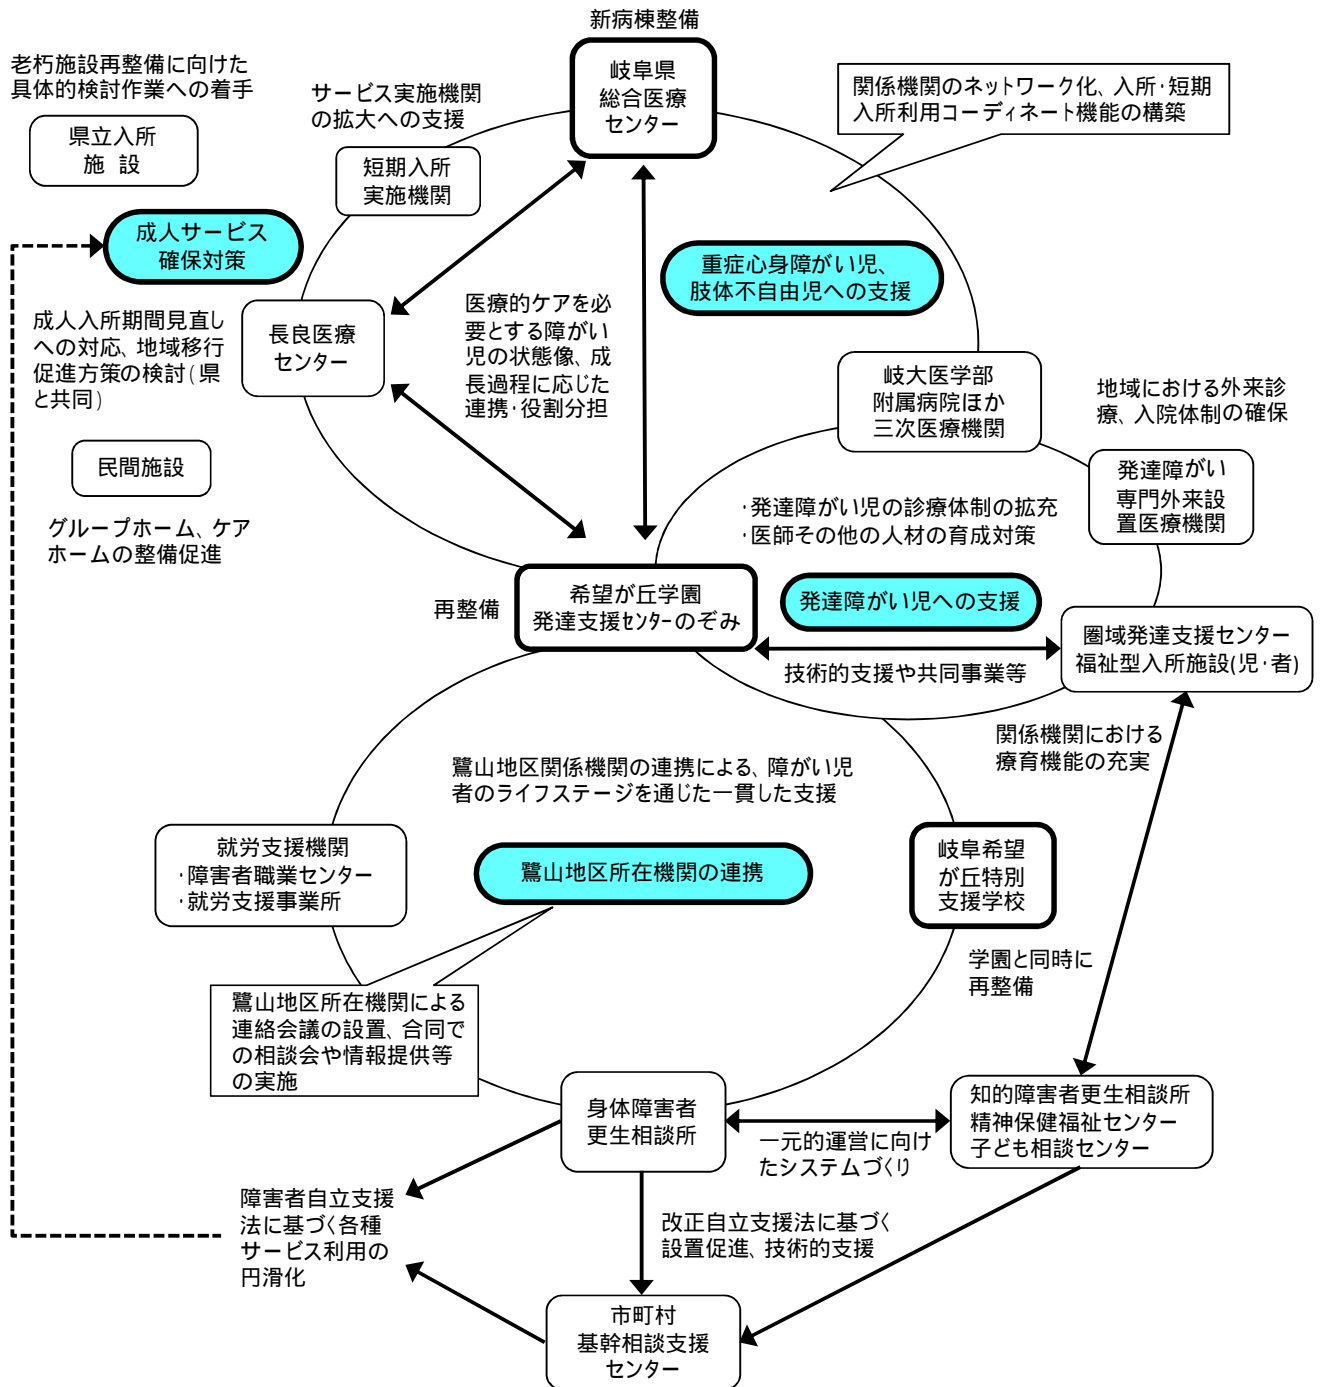 新病棟整備
岐阜県
総合医療
センター
老朽施設再整備に向けた
具体的検討作業への着手
県立入所
施 設
サービス実施機関
の拡大への支援
短期入所
実施機関
関係機関のネットワーク化、入所・短期
入所利用コーディネート機能の構築
成人サービス
確保対策
重症心身障がい児、
肢体不自由児への支援
成人入所期間見直し
への対応、地域移行
促進方策の検討(県
と共同)
長良医療
センター
医療的ケアを必
要とする障がい
児の状態像、成
長過程に応じた
連携・役割分担
岐大医学部
附属病院ほか
三次医療機関
地域における外来診
療、入院体制の確保
民間施設
発達障がい
専門外来設
置医療機関
グループホーム、ケア
ホームの整備促進
・発達障がい児の診療体制の拡充
・医師その他の人材の育成対策
再整備
希望が丘学園
発達支援センターのぞみ
発達障がい児への支援
圏域発達支援センター
福祉型入所施設(児・者)
技術的支援や共同事業等
関係機関における
療育機能の充実
鷺山地区関係機関の連携による、障がい児
者のライフステージを通じた一貫した支援
就労支援機関
・障害者職業センター
・就労支援事業所
鷺山地区所在機関の連携
岐阜希望
が丘特別
支援学校
学園と同時に
再整備
鷺山地区所在機関による
連絡会議の設置、合同で
の相談会や情報提供等
の実施
身体障害者
更生相談所
知的障害者更生相談所
精神保健福祉センター
子ども相談センター
一元的運営に向け
たシステムづくり
障害者自立支援
法に基づく各種
サービス利用の
円滑化
改正自立支援法に基づく
設置促進、技術的支援
市町村
基幹相談支援
センター